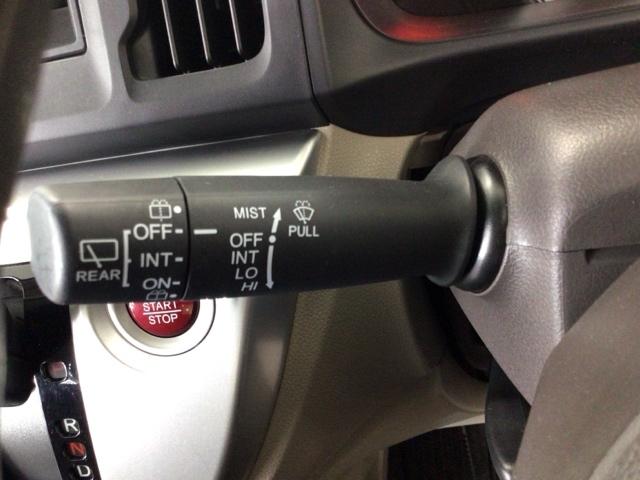 OFF
INT
ON
REAR
MIST
PULL
OFF
INT
LO
HI
START
STOP
R
N
D